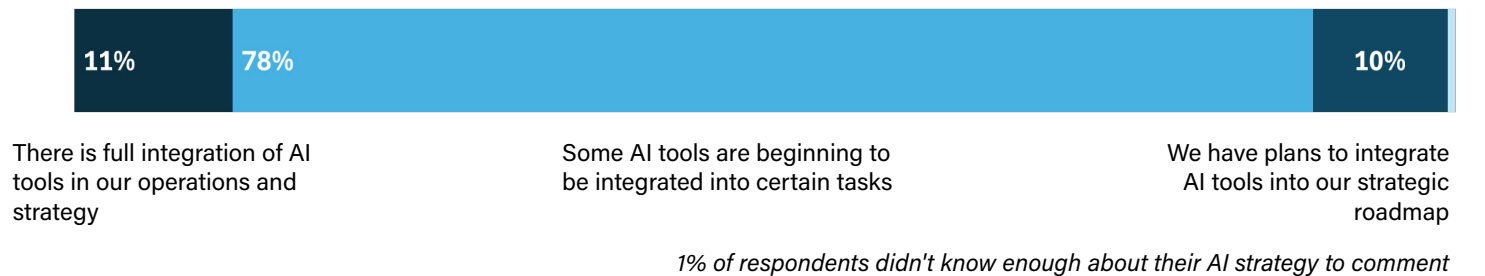 11%
78%
10%
There is full integration of AI
tools in our operations and
strategy
Some AI tools are beginning to
be integrated into certain tasks
We have plans to integrate
AI tools into our strategic
roadmap
1% of respondents didn't know enough about their AI strategy to comment